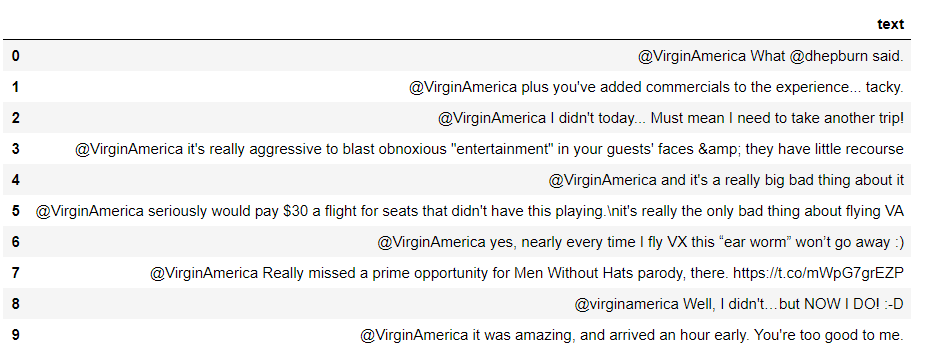 text
0 @VirginAmerica What @dhepburn said.
1 @VirginAmerica plus you've added commercials to the experience... tacky.
2 @VirginAmerica I didn't today... Must mean I need to take another trip!
3 @VirginAmerica it's really aggressive to blast obnoxious "entertainment" in your guests' faces &amp; they have little recourse
4 @VirginAmerica and it's a really big bad thing about it
5 @VirginAmerica seriously would pay $30 a flight for seats that didn't have this playing.\nit's really the only bad thing about flying VA
6 @VirginAmerica yes, nearly every time I fly VX this “ear worm” won’t go away :)
7 @VirginAmerica Really missed a prime opportunity for Men Without Hats parody, there. https://t.co/mWpG7grEZP
8 @virginamerica Well, I didn't…but NOW I DO! :-D
9 @VirginAmerica it was amazing, and arrived an hour early. You're too good to me.